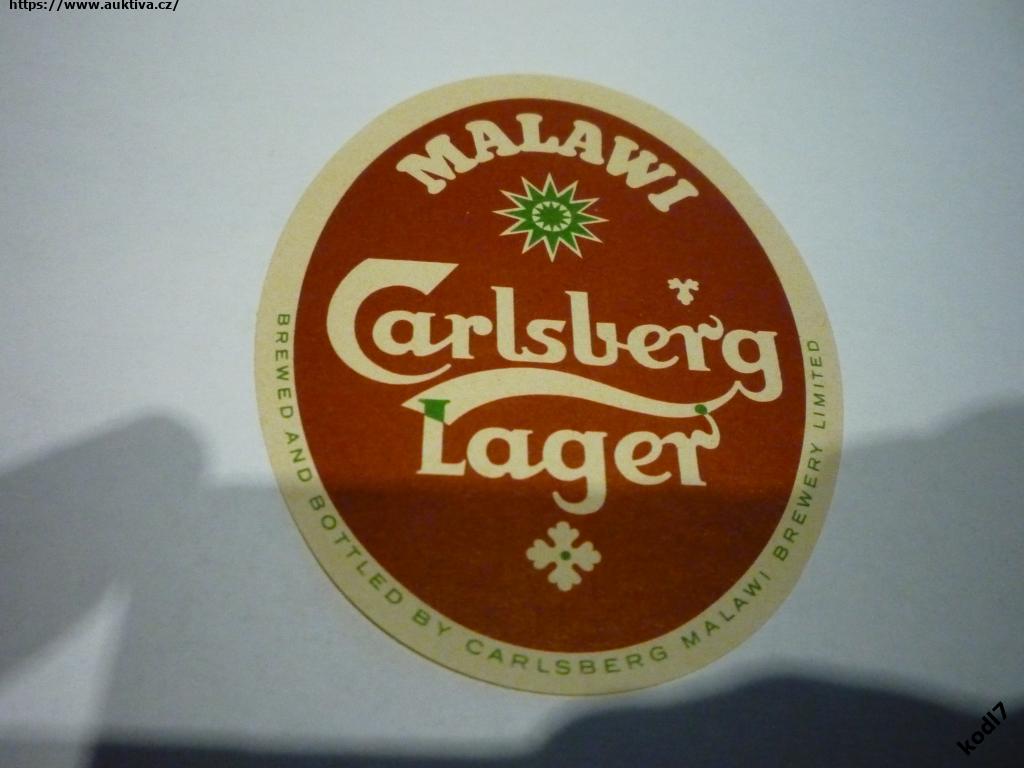 https://www.auktiva.cz/
MALAWI
Carlsberg
Lager
BREWED AND BOTTLED BY CARLSBERG MALAWI BREWERY LIMITED
kodl7